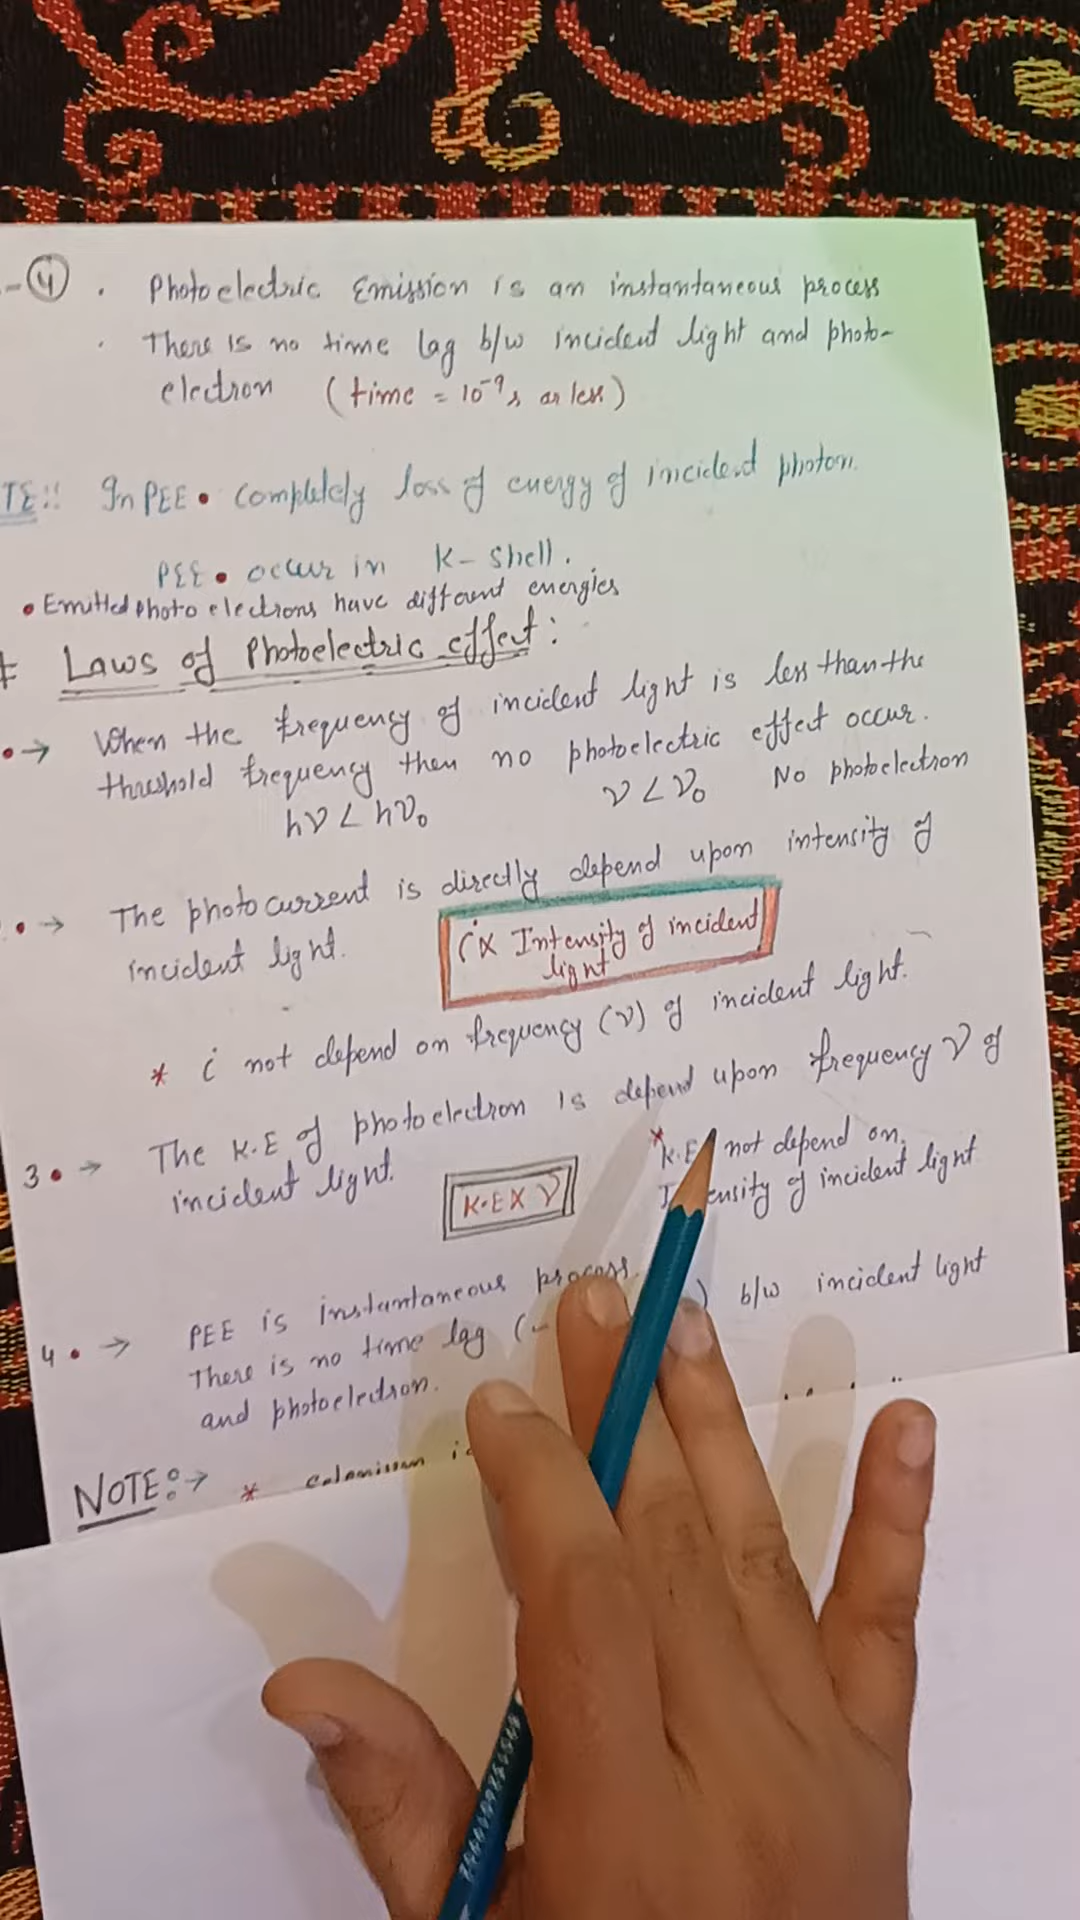 -④ . Photoelectric Emission is an instantaneous process
. There is no time lag b/w incident light and photo-
electron (time = 10⁻⁹s or less)
TE!! In PEE • completely loss of energy of incident photon.
PEE • occur in K-shell.
• Emitted photo electrons have different energies
Laws of Photoelectric effect:
•→ When the frequency of incident light is less than the
threshold frequency then no photoelectric effect occur.
hν < hν₀ ν < ν₀ No photoelectron
•→ The photocurrent is directly depend upon intensity of
incident light.
i ∝ Intensity of incident
light
* i not depend on frequency (ν) of incident light.
3•→ The K.E of photoelectron is depend upon frequency ν of
incident light.
K.E ∝ ν
* K.E not depend on
Intensity of incident light
4•→ PEE is instantaneous process.
There is no time lag ( ) b/w incident light
and photoelectron.
NOTE:→ *